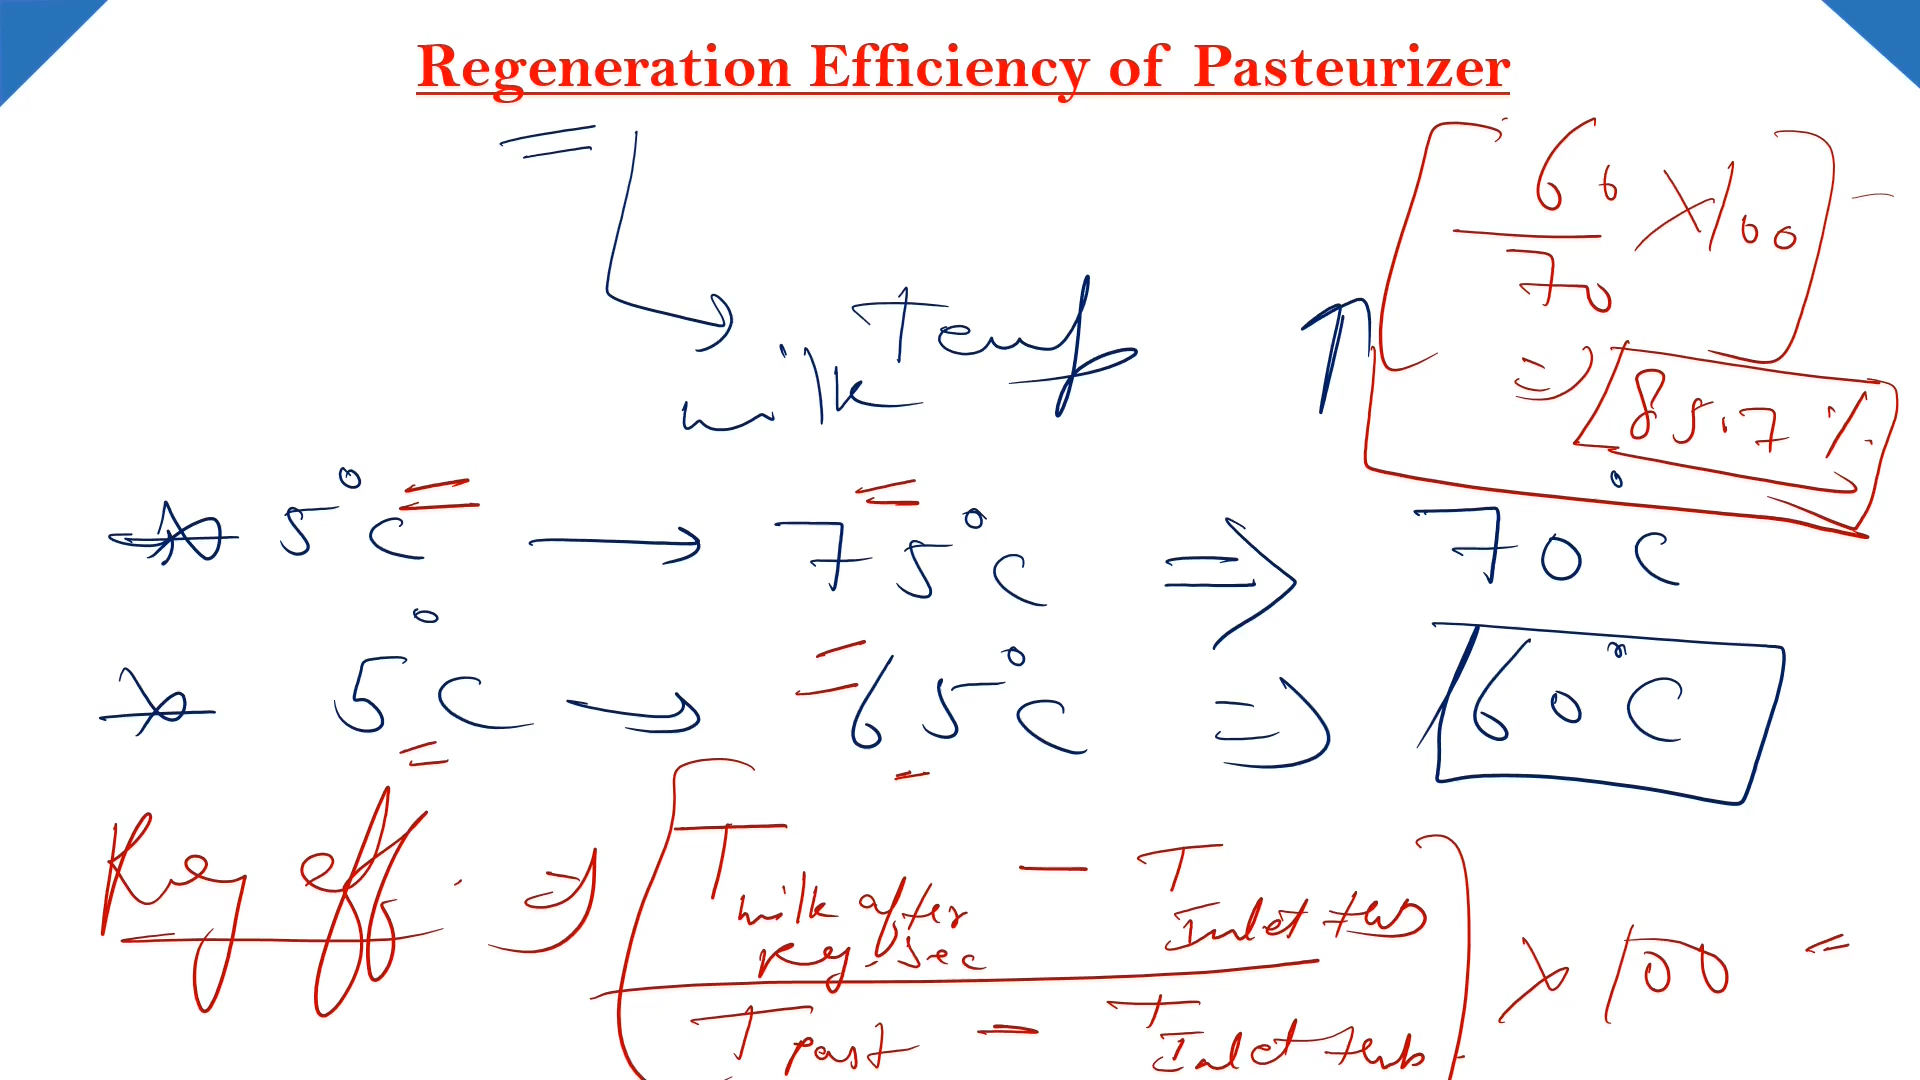 Regeneration Efficiency of Pasteurizer
60/70 × 100
⇒ 85.7 %
Temp ↑
milk
5°C → 75°C ⇒ 70°C
5°C → 65°C ⇒ 60°C
Reg eff. ⇒ [T milk after Reg. Sec - T Inlet temp
T past - T Inlet temp] × 100 =